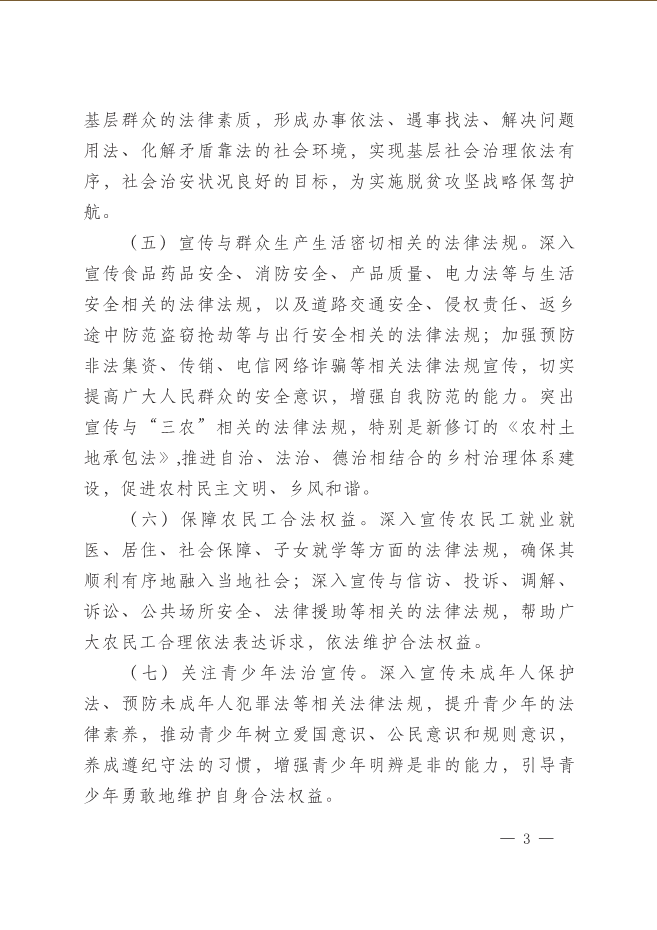 基层群众的法律素质，形成办事依法、遇事找法、解决问题
用法、化解矛盾靠法的社会环境，实现基层社会治理依法有
序，社会治安状况良好的目标，为实施脱贫攻坚战略保驾护
航。
（五）宣传与群众生产生活密切相关的法律法规。深入
宣传食品药品安全、消防安全、产品质量、电力法等与生活
安全相关的法律法规，以及道路交通安全、侵权责任、返乡
途中防范盗窃抢劫等与出行安全相关的法律法规；加强预防
非法集资、传销、电信网络诈骗等相关法律法规宣传，切实
提高广大人民群众的安全意识，增强自我防范的能力。突出
宣传与“三农”相关的法律法规，特别是新修订的《农村土
地承包法》,推进自治、法治、德治相结合的乡村治理体系建
设，促进农村民主文明、乡风和谐。
（六）保障农民工合法权益。深入宣传农民工就业就
医、居住、社会保障、子女就学等方面的法律法规，确保其
顺利有序地融入当地社会；深入宣传与信访、投诉、调解、
诉讼、公共场所安全、法律援助等相关的法律法规，帮助广
大农民工合理依法表达诉求，依法维护合法权益。
（七）关注青少年法治宣传。深入宣传未成年人保护
法、预防未成年人犯罪法等相关法律法规，提升青少年的法
律素养，推动青少年树立爱国意识、公民意识和规则意识，
养成遵纪守法的习惯，增强青少年明辨是非的能力，引导青
少年勇敢地维护自身合法权益。
— 3 —